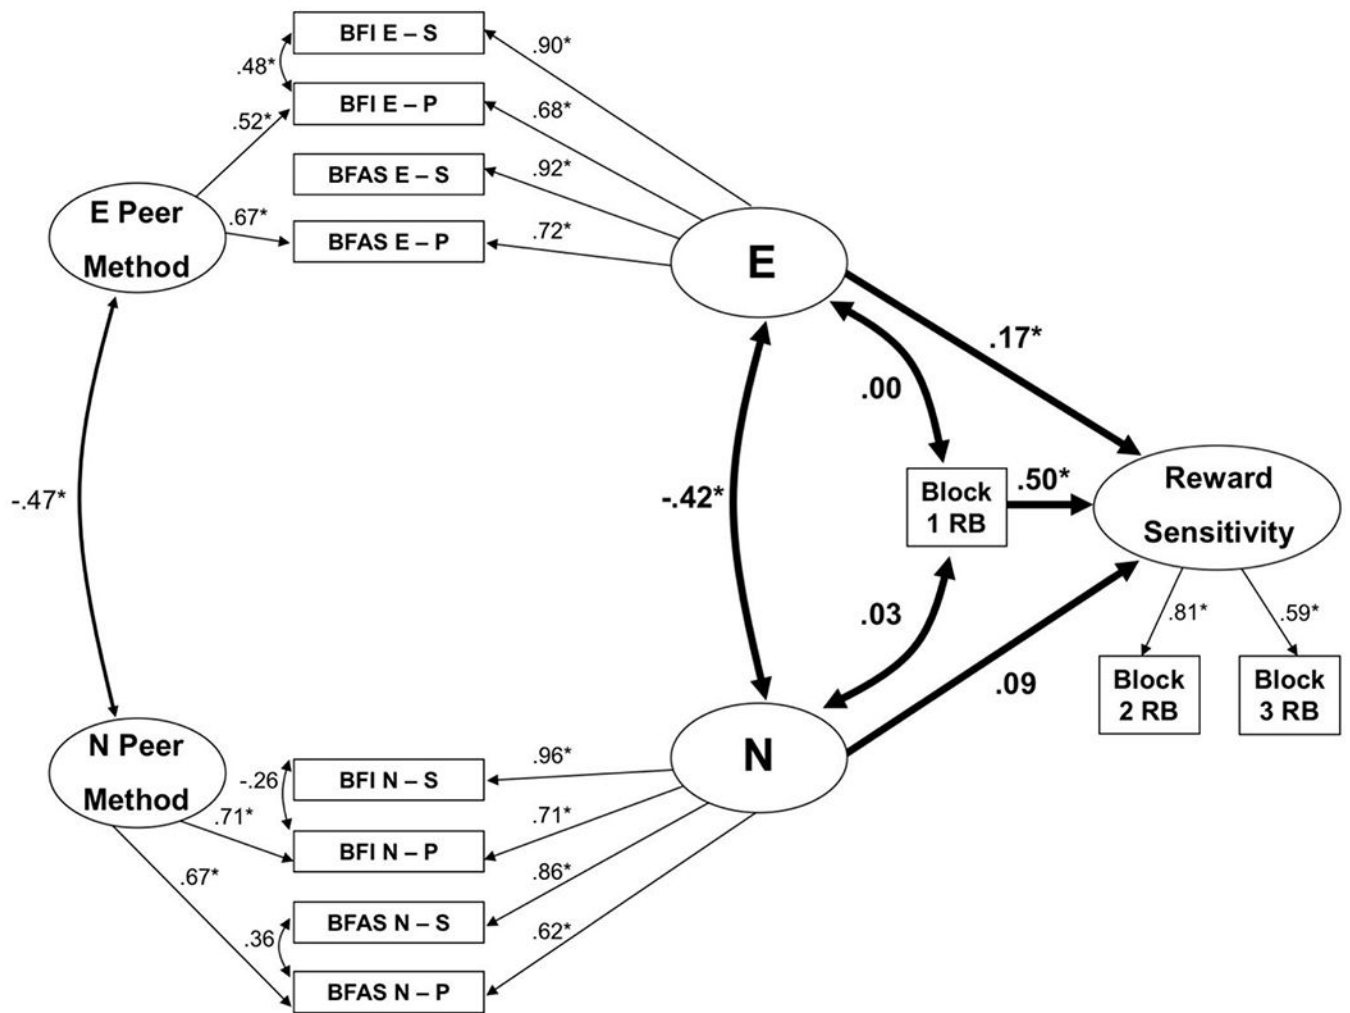 BFI E – S
.90*
.48*
BFI E – P
.68*
.52*
BFAS E – S
.92*
E Peer
Method
.67*
BFAS E – P
.72*
E
.17*
.00
-.47*
-.42*
Block
1 RB
.50*
Reward
Sensitivity
.03
.81*
.59*
.09
Block
2 RB
Block
3 RB
N Peer
Method
-.26
BFI N – S
.96*
N
.71*
BFI N – P
.71*
.67*
BFAS N – S
.86*
.36
BFAS N – P
.62*